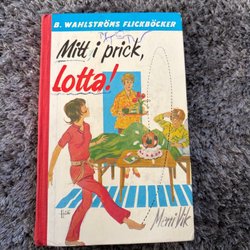 B. WAHLSTRÖMS FLICKBÖCKER
Mitt i prick,
Lotta!
Merri Vik